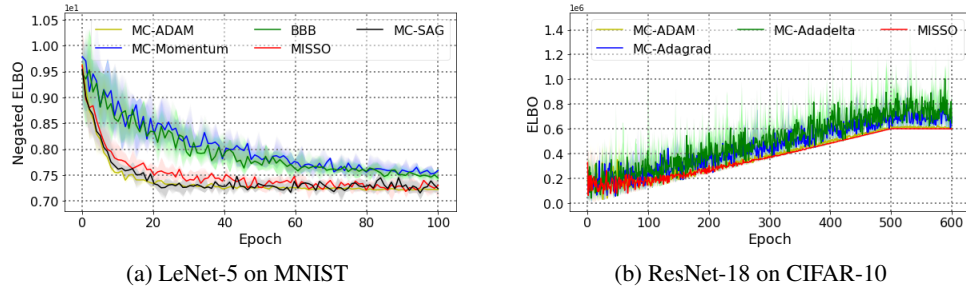 1e1
1.05
1.00
0.95
0.90
0.85
0.80
0.75
0.70
Negated ELBO
MC-ADAM BBB MC-SAG
MC-Momentum MISSO
0 20 40 60 80 100
Epoch
(a) LeNet-5 on MNIST
1e6
1.4
1.2
1.0
0.8
0.6
0.4
0.2
0.0
ELBO
MC-ADAM MC-Adadelta MISSO
MC-Adagrad
0 100 200 300 400 500 600
Epoch
(b) ResNet-18 on CIFAR-10